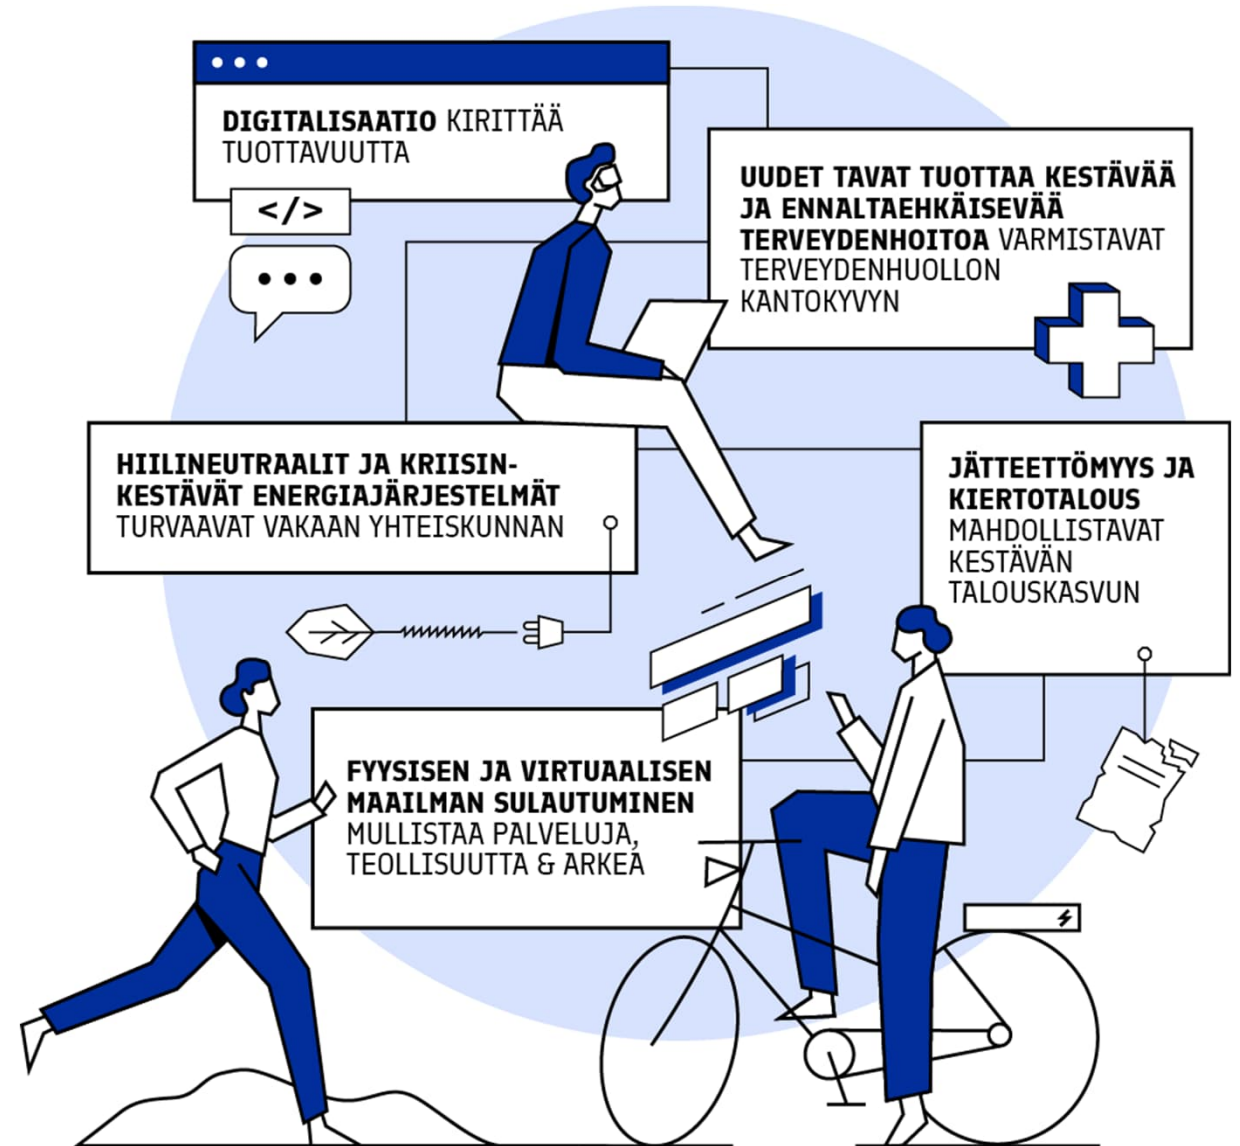 DIGITALISAATIO KIRITTÄÄ
TUOTTAVUUTTA
</>
UUDET TAVAT TUOTTAA KESTÄVÄÄ
JA ENNALTAEHKÄISEVÄÄ
TERVEYDENHOITOA VARMISTAVAT
TERVEYDENHUOLLON
KANTOKYVYN
HIILINEUTRAALIT JA KRIISIN-
KESTÄVÄT ENERGIAJÄRJESTELMÄT
TURVAAVAT VAKAAN YHTEISKUNNAN
JÄTTEETTÖMYYS JA
KIERTOTALOUS
MAHDOLLISTAVAT
KESTÄVÄN
TALOUSKASVUN
FYYSISEN JA VIRTUAALISEN
MAAILMAN SULAUTUMINEN
MULLISTAA PALVELUJA,
TEOLLISUUTTA & ARKEA